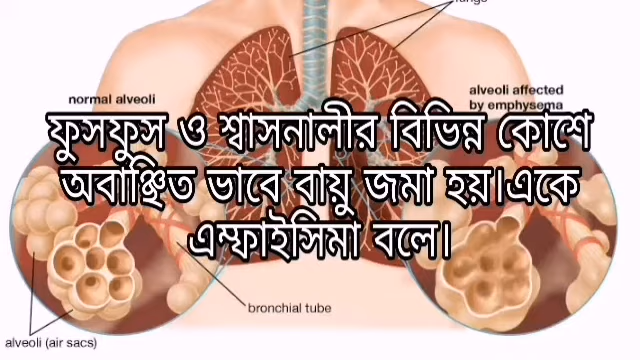 lungs
normal alveoli
alveoli affected
by emphysema
ফুসফুস ও শ্বাসনালীর বিভিন্ন কোশে
অবাঞ্চিত ভাবে বায়ু জমা হয়।একে
এম্ফাইসিমা বলে।
bronchial tube
alveoli (air sacs)